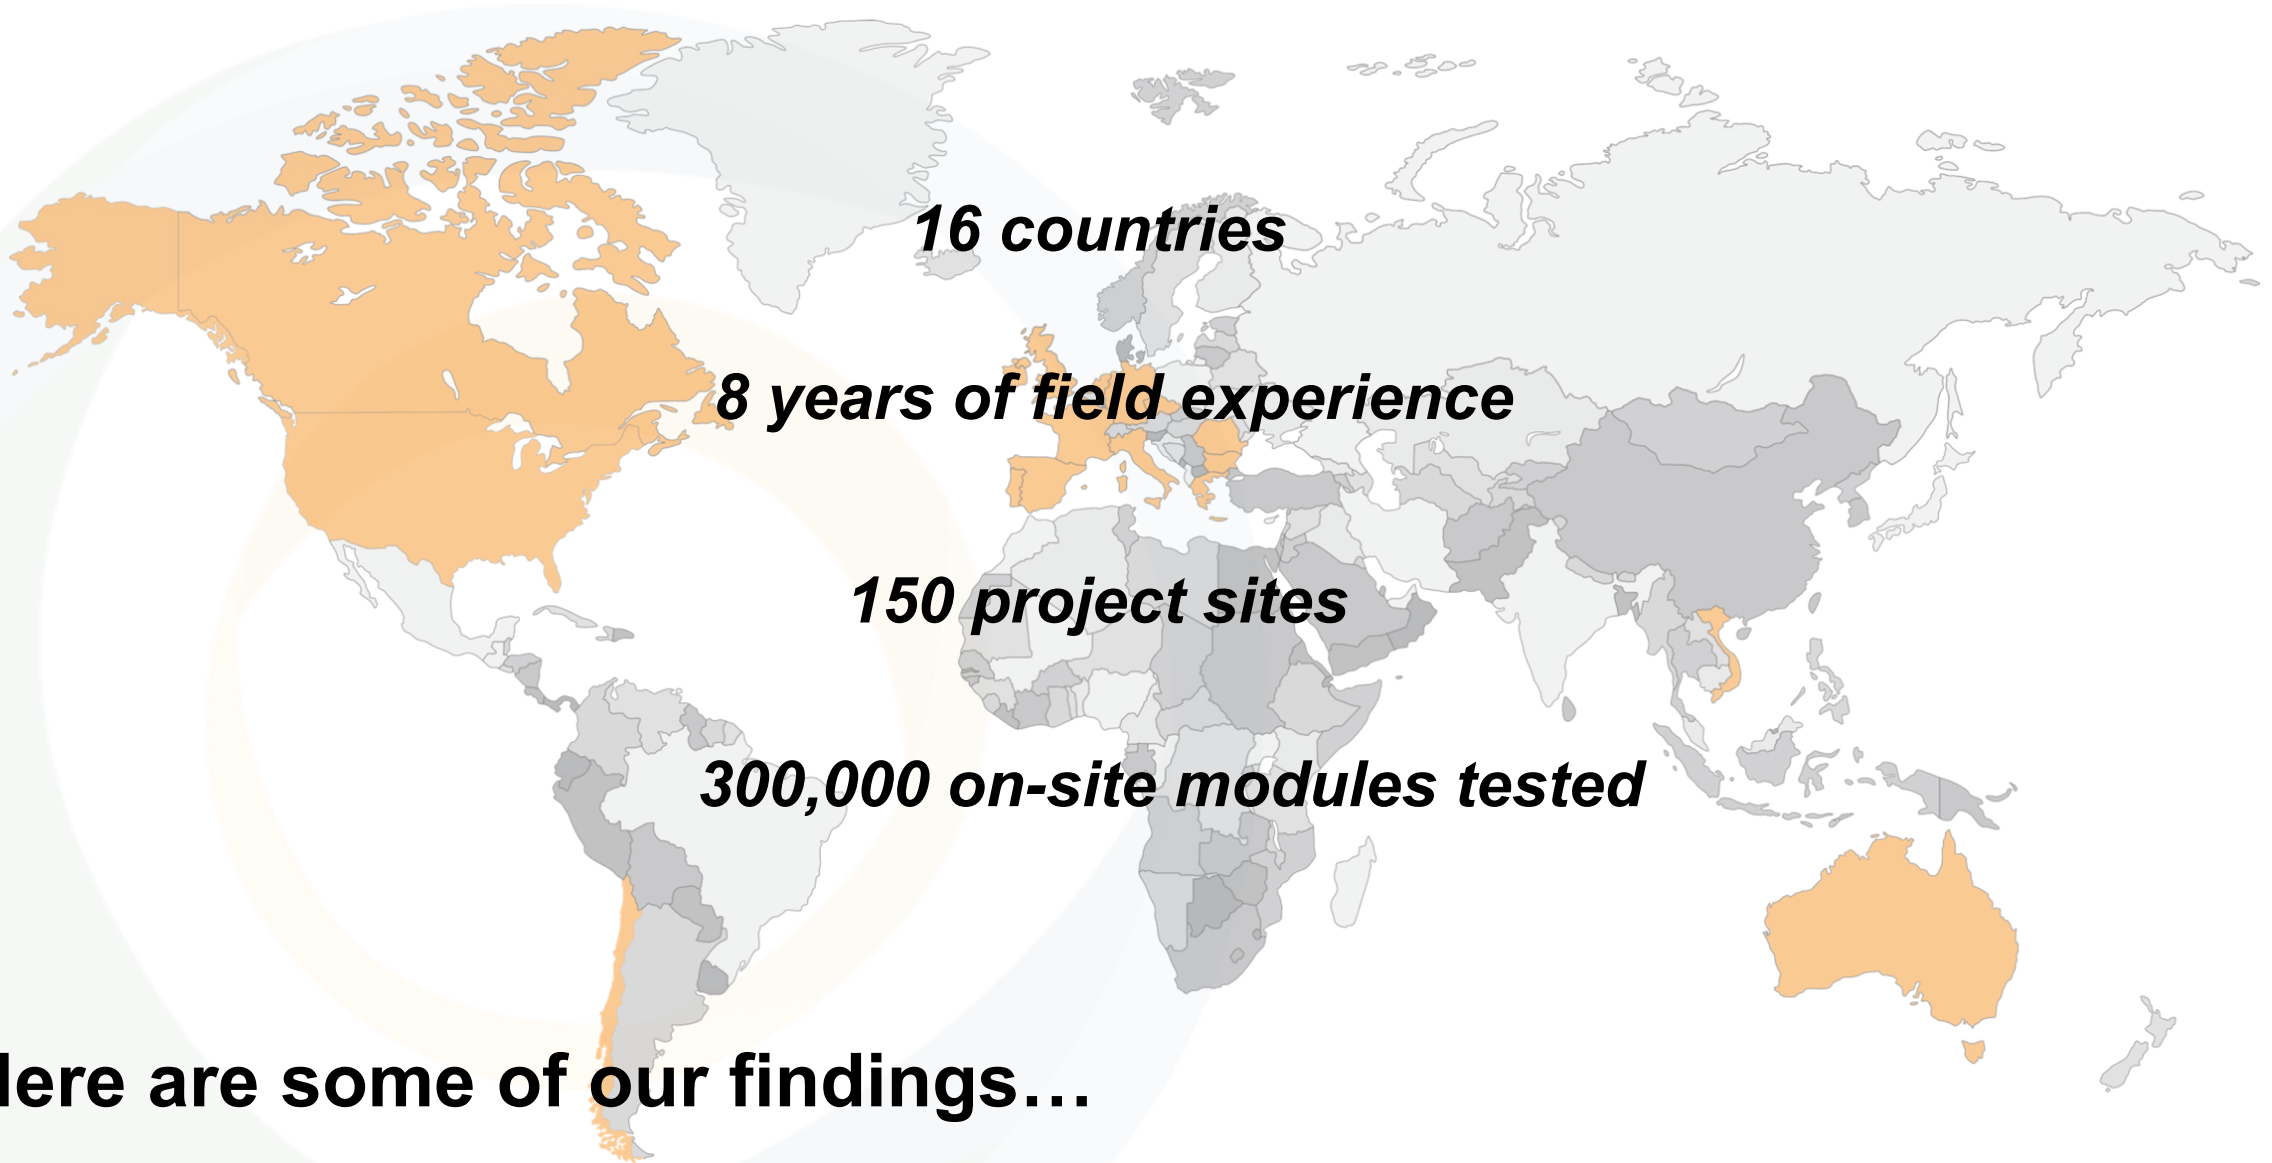 16 countries
8 years of field experience
150 project sites
300,000 on-site modules tested
are some of our findings…